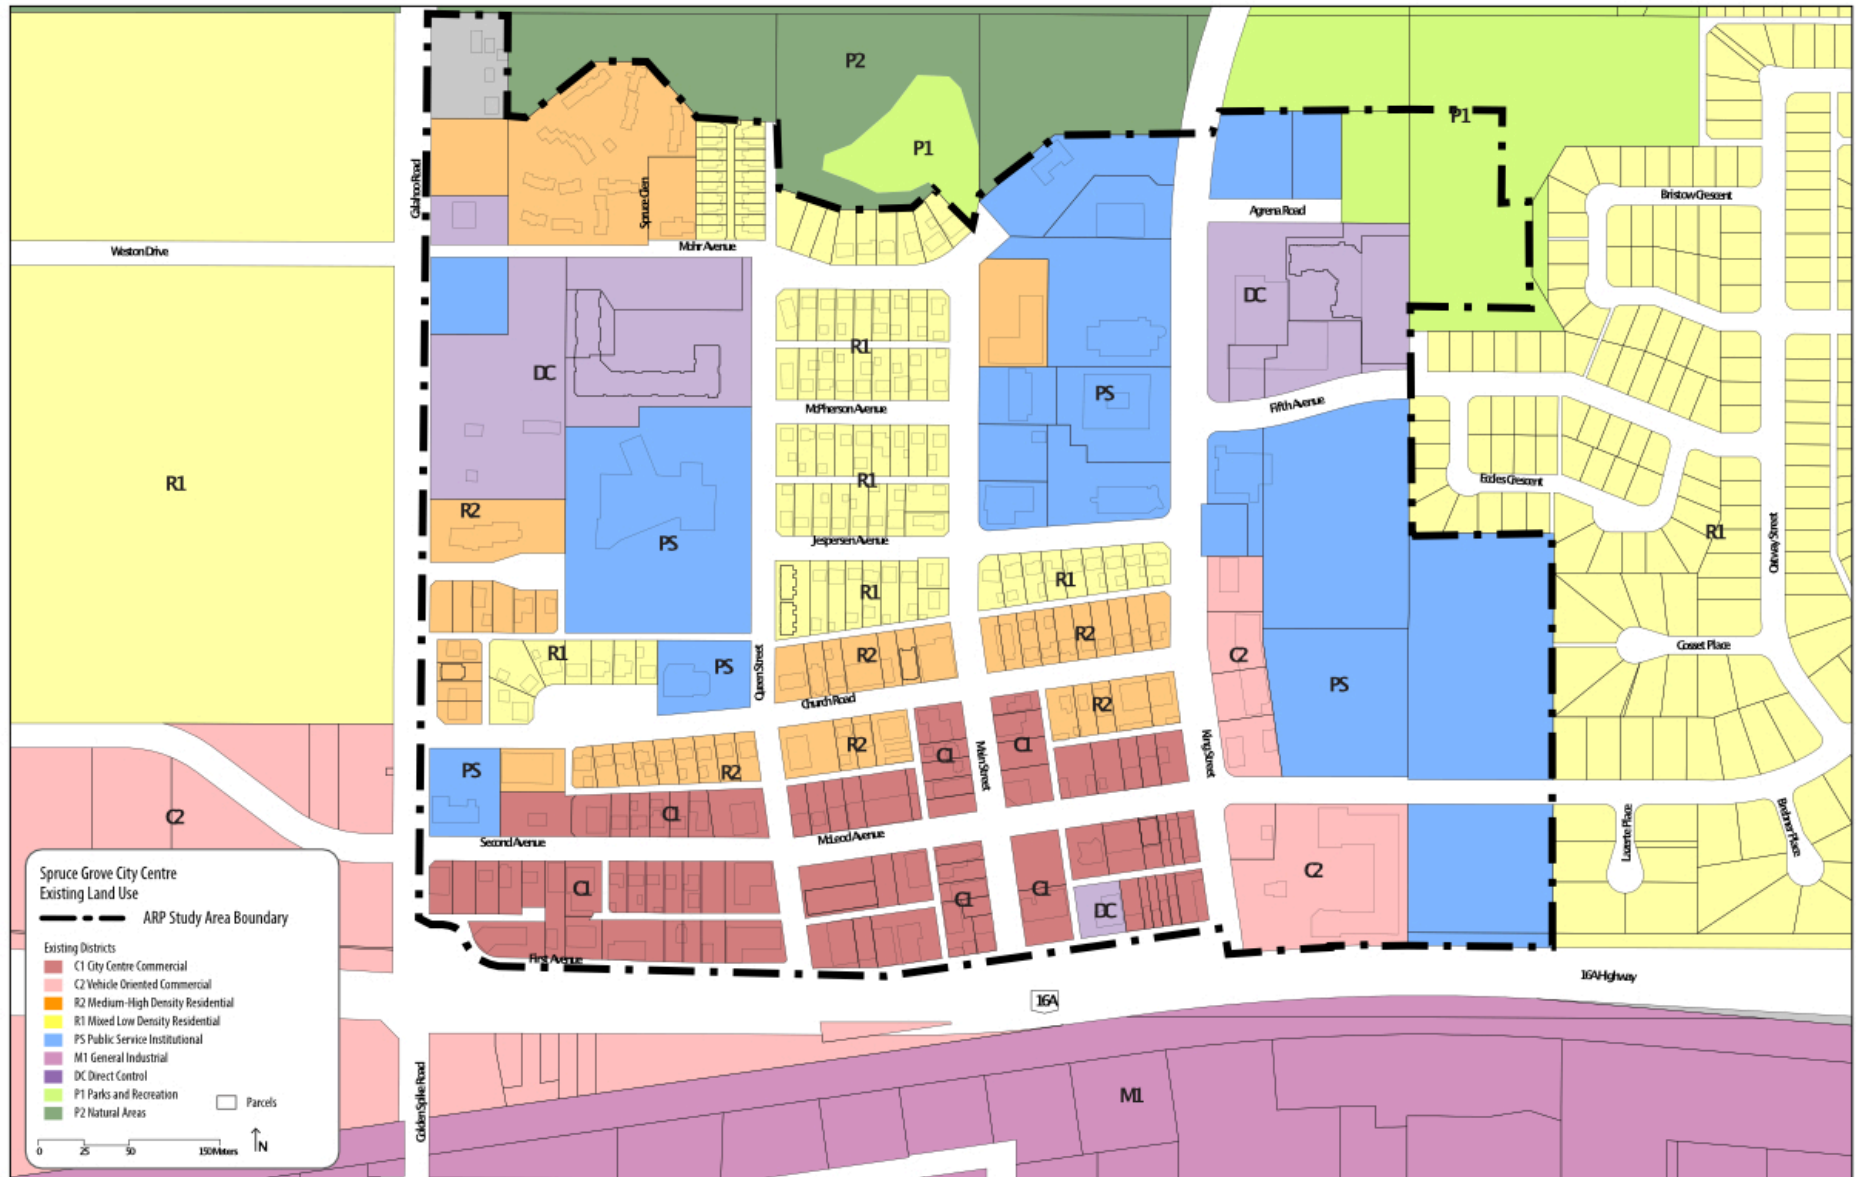 P2
P1
P1
Calahoo Road
Spruce Glen
Bristow Crescent
Agrena Road
Weston Drive
Mohr Avenue
DC
R1
DC
PS
McPherson Avenue
Fifth Avenue
R1
R1
R2
Eccles Crescent
PS
Jespersen Avenue
R1
Oatway Street
R1
R1
R2
R1
PS
Queen Street
R2
C2
Cosset Place
PS
Church Road
R2
R2
C1
Main Street
C1
King Street
PS
R2
C2
C1
Second Avenue
McLeod Avenue
Lazerte Place
Brebner Place
C1
C1
C1
DC
C2
First Avenue
16A Highway
16A
Golden Spike Road
M1
Spruce Grove City Centre
Existing Land Use
ARP Study Area Boundary
Existing Districts
C1 City Centre Commercial
C2 Vehicle Oriented Commercial
R2 Medium-High Density Residential
R1 Mixed Low Density Residential
PS Public Service Institutional
M1 General Industrial
DC Direct Control
P1 Parks and Recreation
P2 Natural Areas
Parcels
0 25 50 150 Meters
N